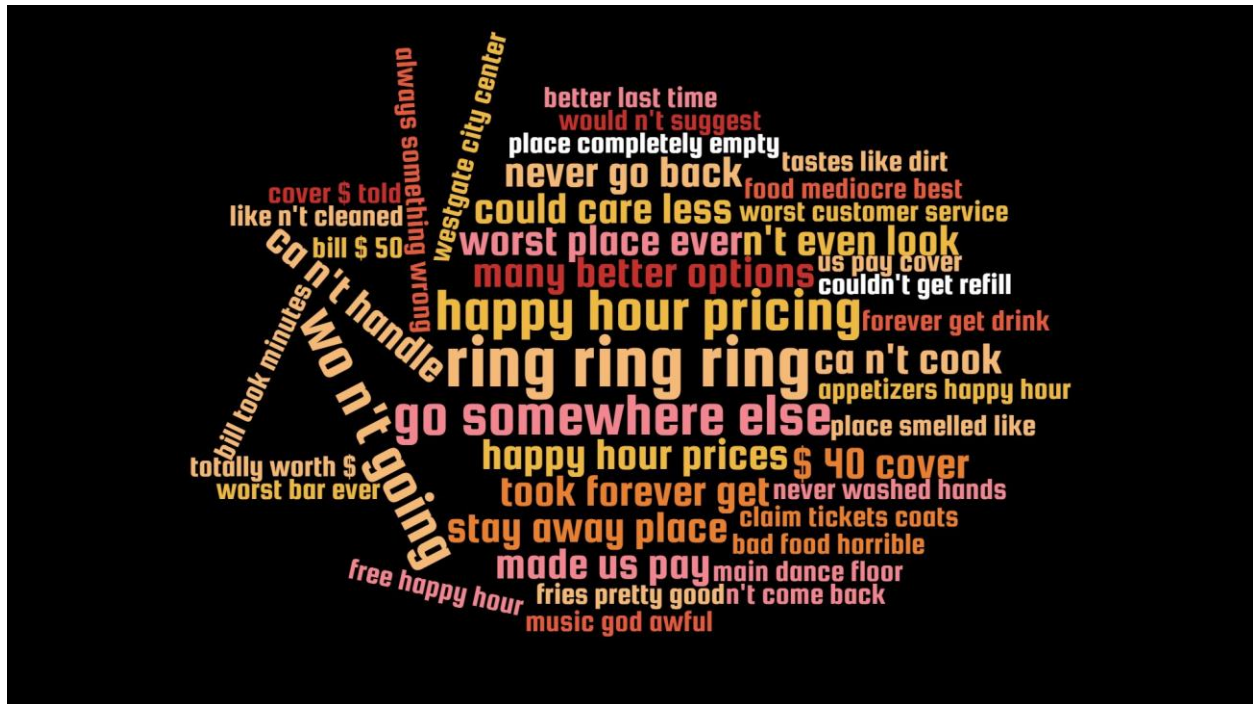 always something wrong
westgate city center
better last time
would n't suggest
place completely empty
never go back
tastes like dirt
food mediocre best
cover $ told
like n't cleaned
could care less
worst customer service
bill $ 50
worst place ever
n't even look
ca n't handle
many better options
us pay cover
couldn't get refill
bill took minutes
happy hour pricing
forever get drink
wo n't going
ring ring ring
ca n't cook
appetizers happy hour
go somewhere else
place smelled like
totally worth $
happy hour prices
$ 40 cover
worst bar ever
took forever get
never washed hands
stay away place
claim tickets coats
bad food horrible
made us pay
main dance floor
free happy hour
fries pretty good
n't come back
music god awful